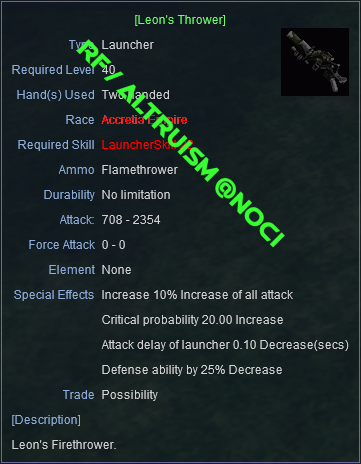 [Leon's Thrower]
Type Launcher
Required Level 40
Hand(s) Used Two Handed
Race Accretia Empire
Required Skill
Ammo Flamethrower
Durability No limitation
Attack: 708 - 2354
Force Attack 0 - 0
Element None
Special Effects Increase 10% Increase of all attack
Critical probability 20.00 Increase
Attack delay of launcher 0.10 Decrease(secs)
Defense ability by 25% Decrease
Trade Possibility
[Description]
Leon's Firethrower.
RF/ ALTRUISM @NOCI